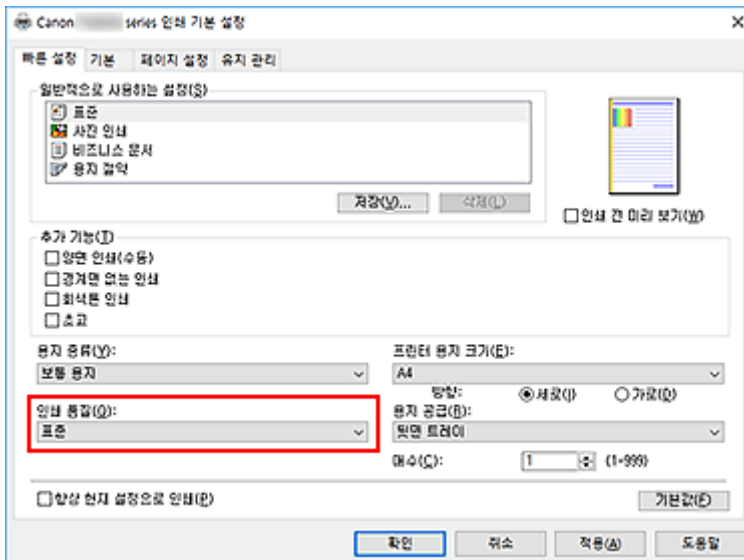 Canon series 인쇄 기본 설정
빠른 설정 기본 페이지 설정 유지 관리
일반적으로 사용하는 설정(S)
표준
사진 인쇄
비즈니스 문서
용지 절약
저장(V)... 삭제(L)
인쇄 전 미리 보기(W)
추가 기능(T)
양면 인쇄(수동)
경계면 없는 인쇄
회색톤 인쇄
초고
용지 종류(Y): 프린터 용지 크기(E):
보통 용지 A4
방향: 세로(J) 가로(O)
인쇄 품질(Q): 용지 공급(R):
표준 뒷면 트레이
매수(C): 1 (1-999)
항상 현재 설정으로 인쇄(P) 기본값(F)
확인 취소 적용(A) 도움말